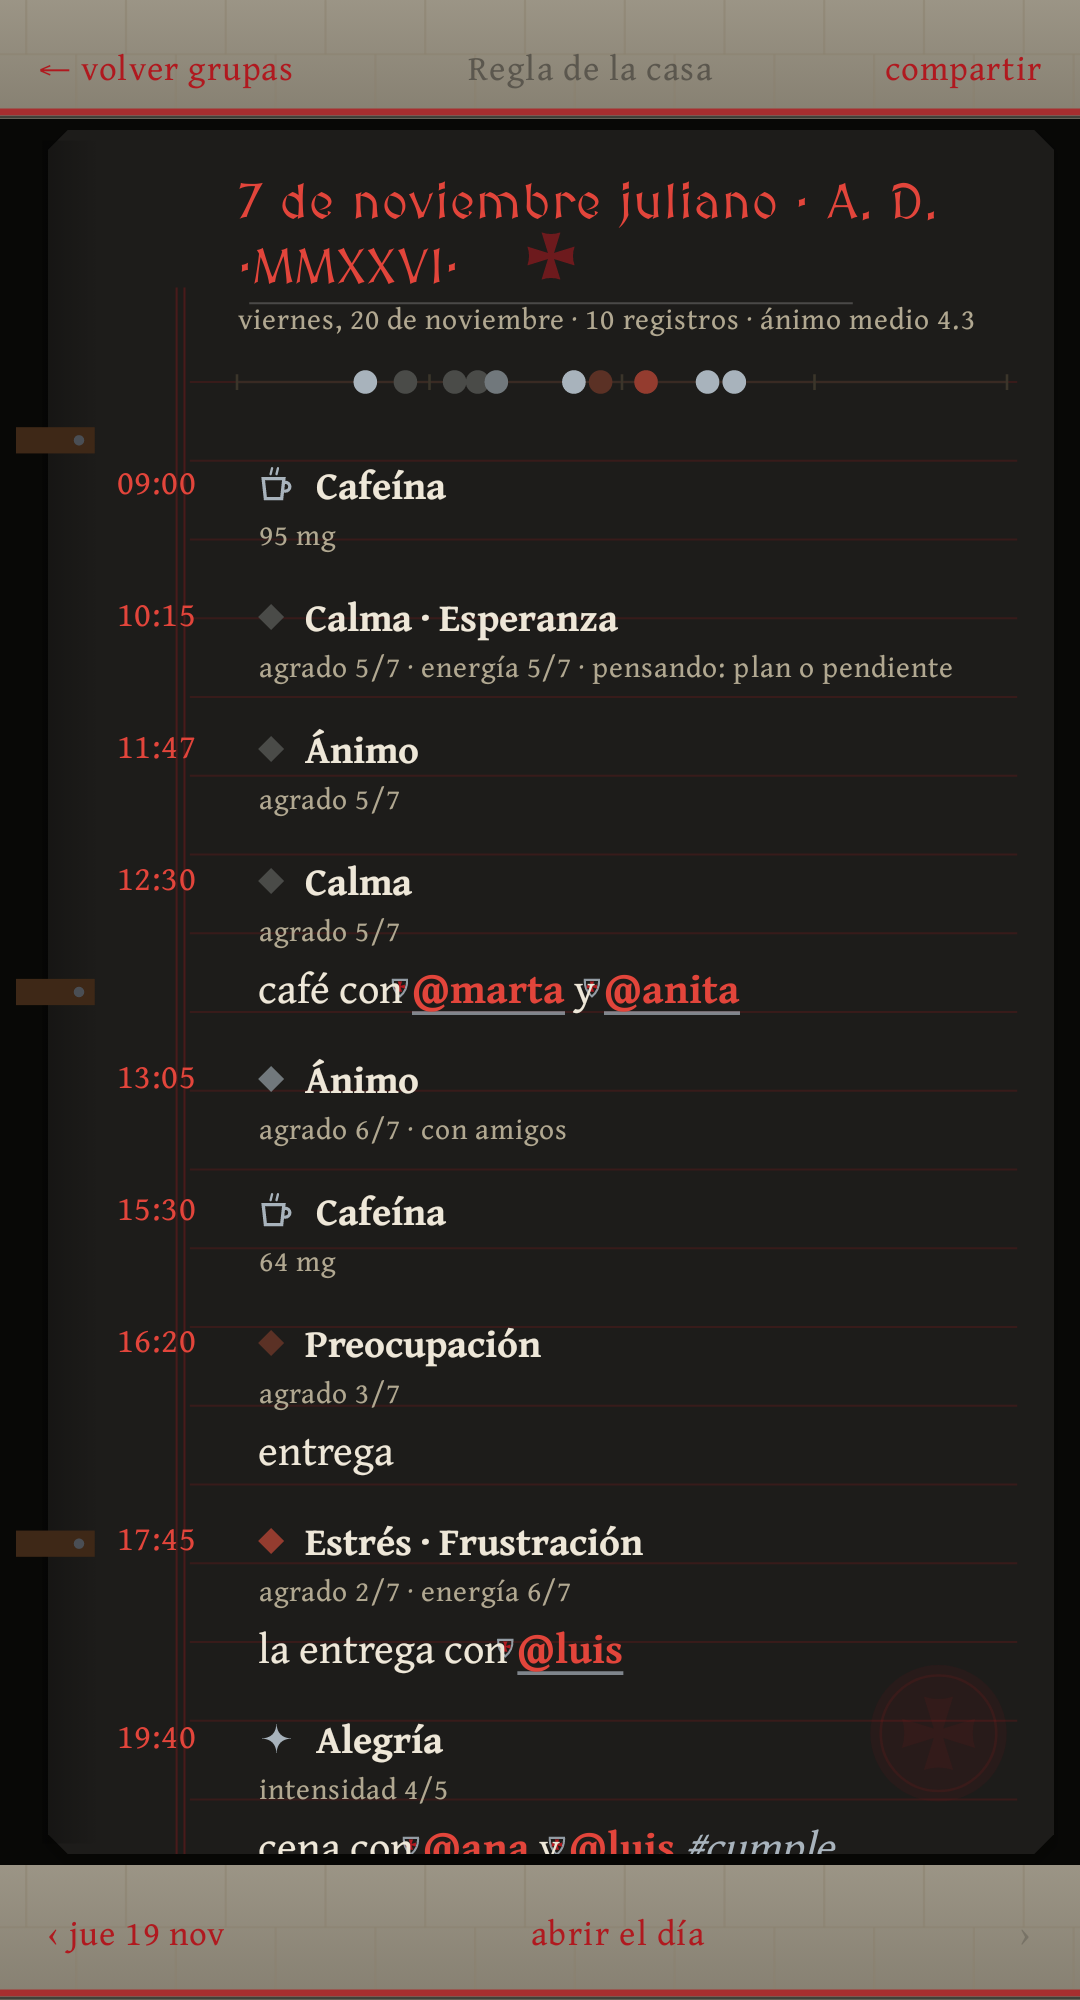 ← volver grupas
Regla de la casa
compartir
7 de noviembre juliano · A. D.
·MMXXVI·
viernes, 20 de noviembre · 10 registros · ánimo medio 4.3
09:00 Cafeína
95 mg
10:15 Calma · Esperanza
agrado 5/7 · energía 5/7 · pensando: plan o pendiente
11:47 Ánimo
agrado 5/7
12:30 Calma
agrado 5/7
café con @marta y @anita
13:05 Ánimo
agrado 6/7 · con amigos
15:30 Cafeína
64 mg
16:20 Preocupación
agrado 3/7
entrega
17:45 Estrés · Frustración
agrado 2/7 · energía 6/7
la entrega con @luis
19:40 Alegría
intensidad 4/5
cena con @ana y @luis #cumple
‹ jue 19 nov
abrir el día
›